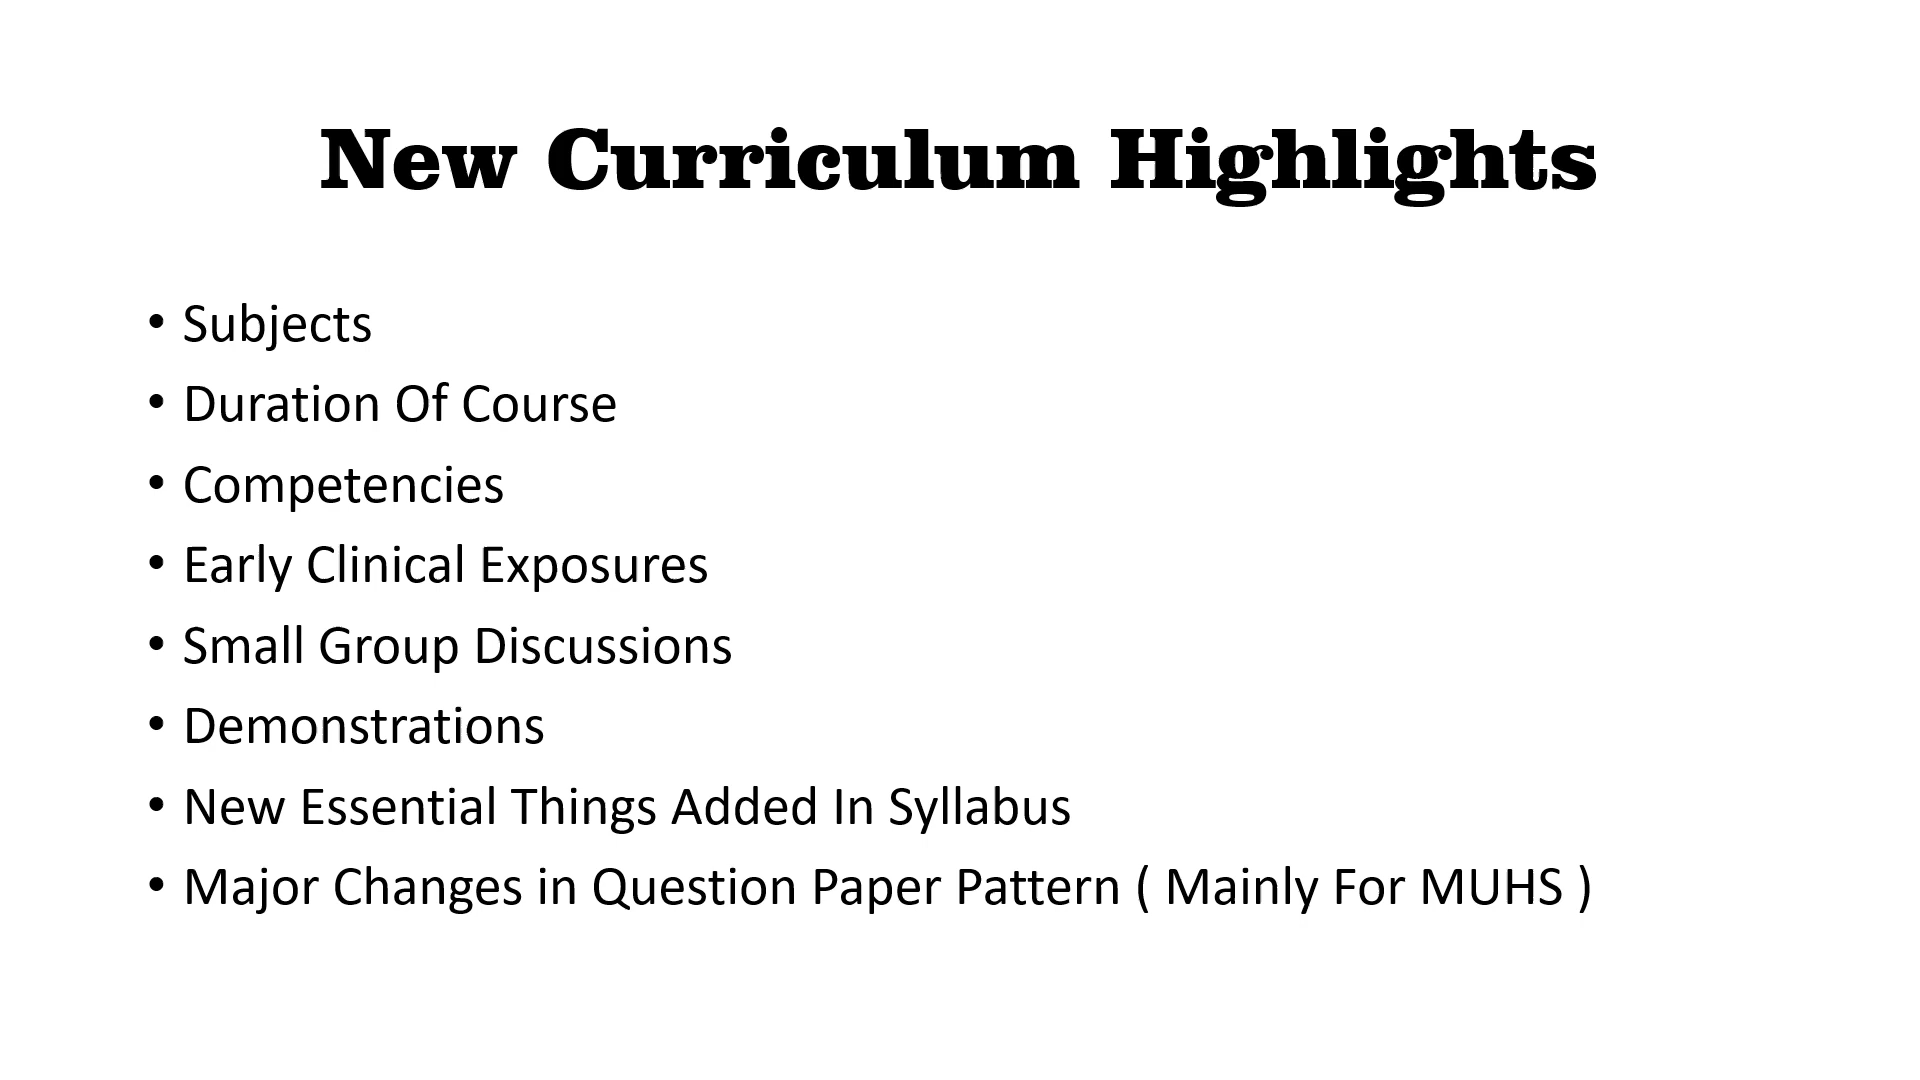 New Curriculum Highlights
• Subjects
• Duration Of Course
• Competencies
• Early Clinical Exposures
• Small Group Discussions
• Demonstrations
• New Essential Things Added In Syllabus
• Major Changes in Question Paper Pattern ( Mainly For MUHS )